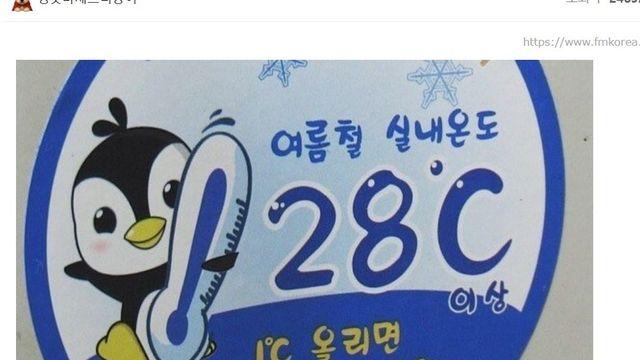 https://www.fmkorea.
여름철 실내온도
28℃
이상
1℃ 올리면